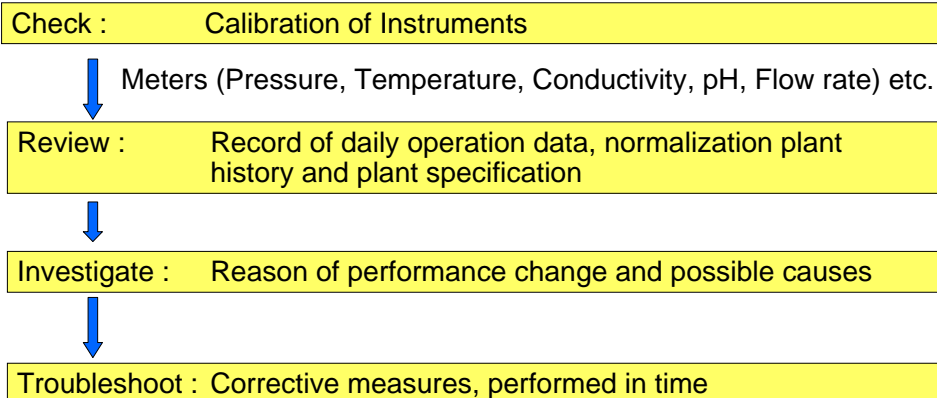 Check : Calibration of Instruments
Meters (Pressure, Temperature, Conductivity, pH, Flow rate) etc.
Review : Record of daily operation data, normalization plant
history and plant specification
Investigate : Reason of performance change and possible causes
Troubleshoot : Corrective measures, performed in time